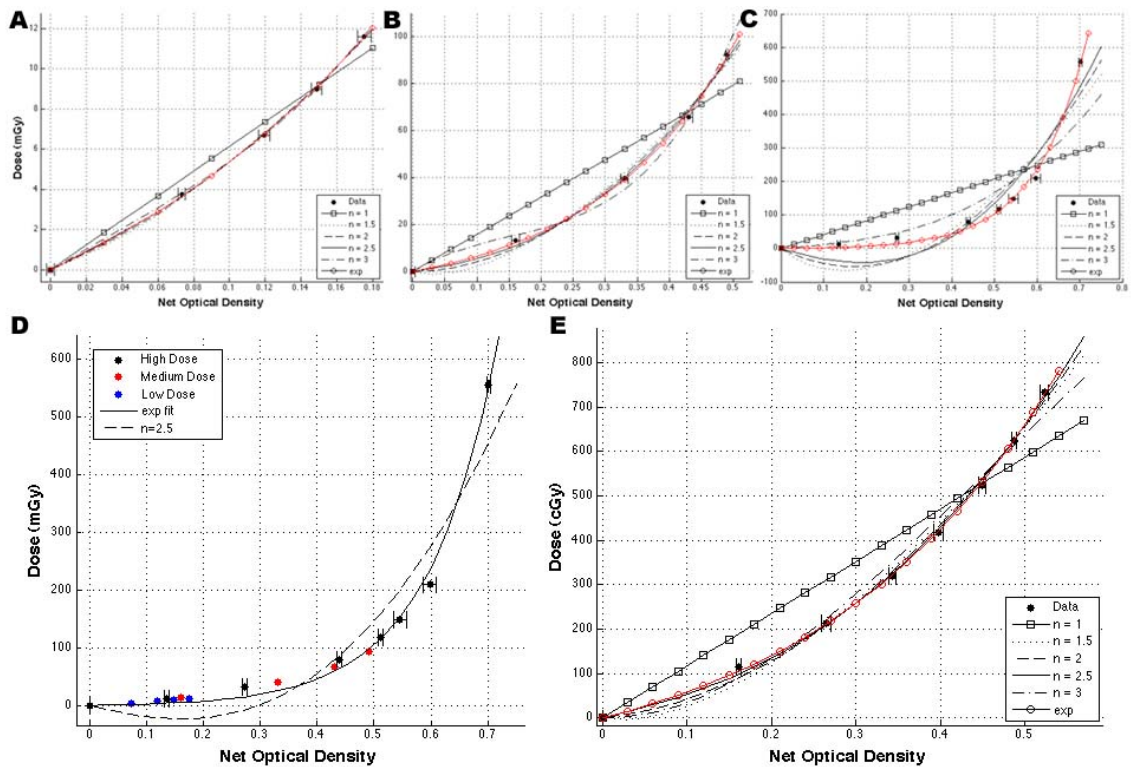 A
B
C
12
10
8
6
4
2
0
Dose (mGy)
0 0.03 0.06 0.09 0.12 0.15 0.18
Net Optical Density
Data
n = 1
n = 1.5
n = 2
n = 2.5
n = 3
exp
100
80
60
40
20
0
0 0.05 0.1 0.15 0.2 0.25 0.3 0.35 0.4 0.45 0.5
Net Optical Density
Data
n = 1
n = 1.5
n = 2
n = 2.5
n = 3
exp
700
600
500
400
300
200
100
0
-100
0 0.1 0.2 0.3 0.4 0.5 0.6 0.7 0.8
Net Optical Density
Data
n = 1
n = 1.5
n = 2
n = 2.5
n = 3
exp
D
600
500
400
300
200
100
0
Dose (mGy)
High Dose
Medium Dose
Low Dose
exp fit
n=2.5
0 0.1 0.2 0.3 0.4 0.5 0.6 0.7
Net Optical Density
E
800
700
600
500
400
300
200
100
0
Dose (cGy)
0 0.1 0.2 0.3 0.4 0.5
Net Optical Density
Data
n = 1
n = 1.5
n = 2
n = 2.5
n = 3
exp